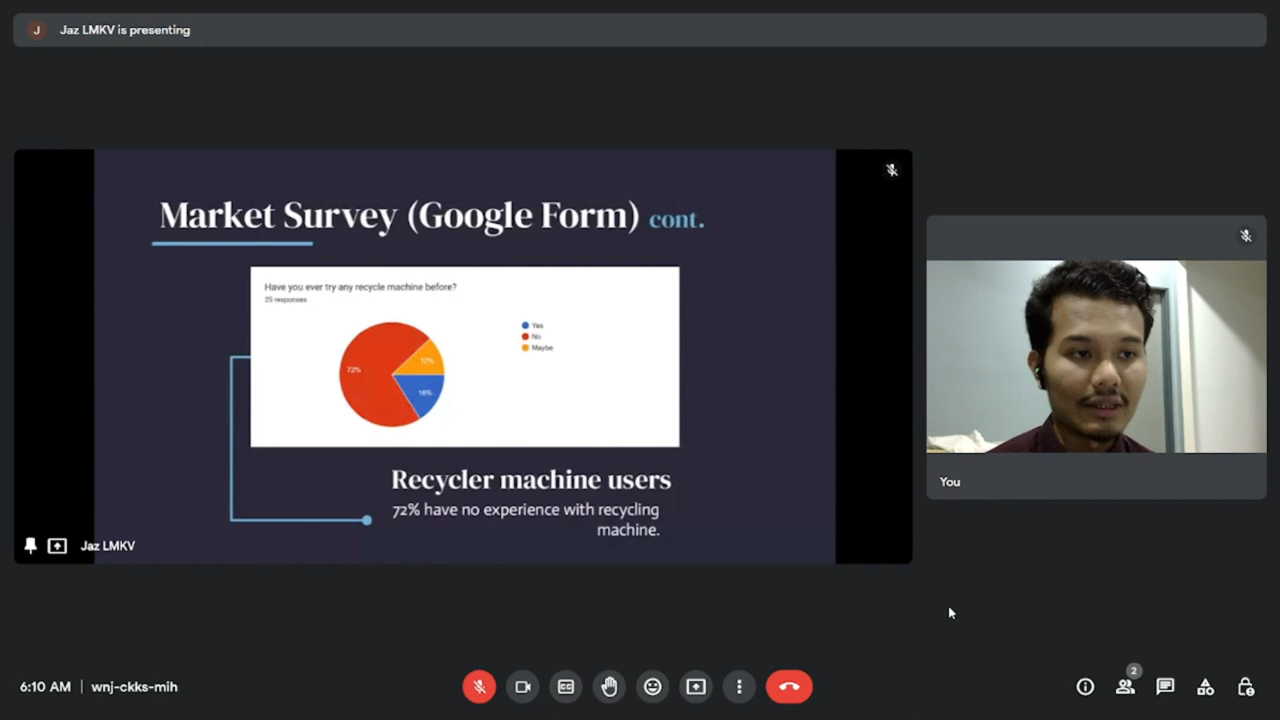 J Jaz LMKV is presenting
Market Survey (Google Form) cont.
Have you ever try any recycle machine before?
25 responses
Yes
No
Maybe
72%
12%
16%
Recycler machine users
72% have no experience with recycling
machine.
Jaz LMKV
You
6:10 AM | wnj-ckks-mih
2